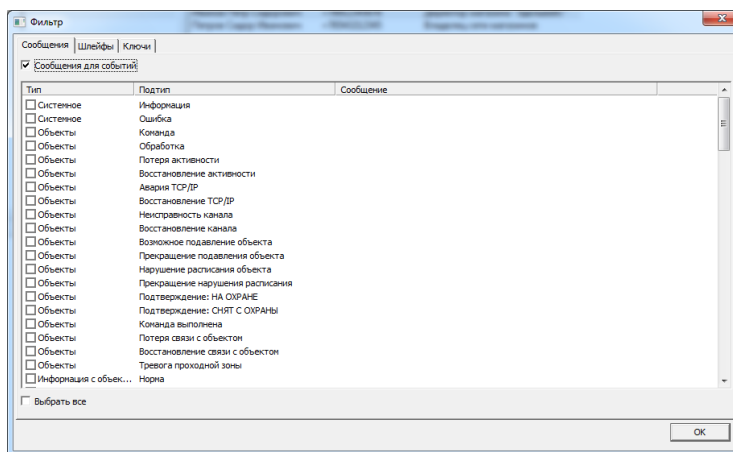 Фильтр
Сообщения Шлейфы Ключи
Сообщения для событий
Тип Подтип Сообщение
Системное Информация
Системное Ошибка
Объекты Команда
Объекты Обработка
Объекты Потеря активности
Объекты Восстановление активности
Объекты Авария TCP/IP
Объекты Восстановление TCP/IP
Объекты Неисправность канала
Объекты Восстановление канала
Объекты Возможное подавление объекта
Объекты Прекращение подавления объекта
Объекты Нарушение расписания объекта
Объекты Прекращение нарушения расписания
Объекты Подтверждение: НА ОХРАНЕ
Объекты Подтверждение: СНЯТ С ОХРАНЫ
Объекты Команда выполнена
Объекты Потеря связи с объектом
Объекты Восстановление связи с объектом
Объекты Тревога проходной зоны
Информация с объек... Норма
Выбрать все
OK